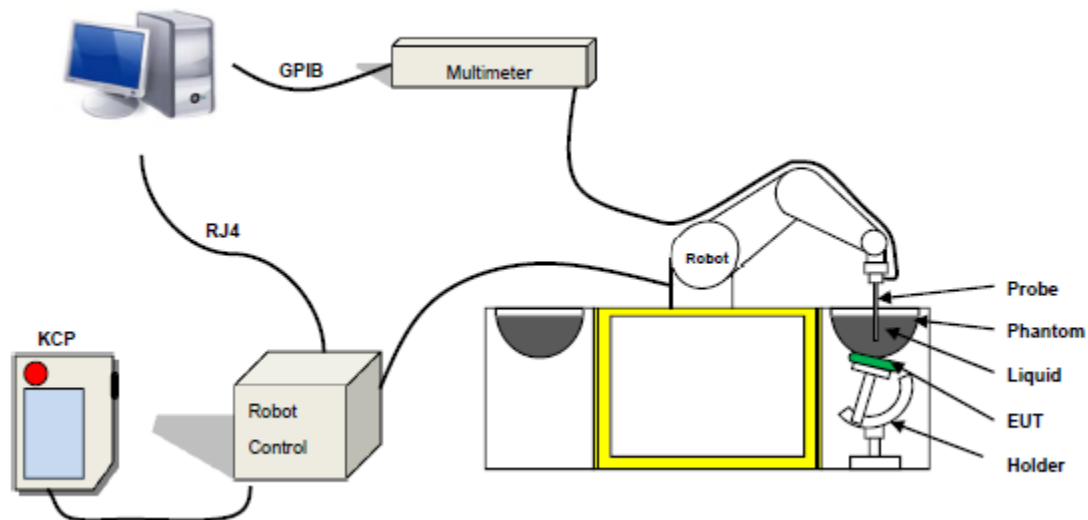 GPIB
Multimeter
RJ4
Robot
Probe
Phantom
KCP
Liquid
Robot
Control
EUT
Holder